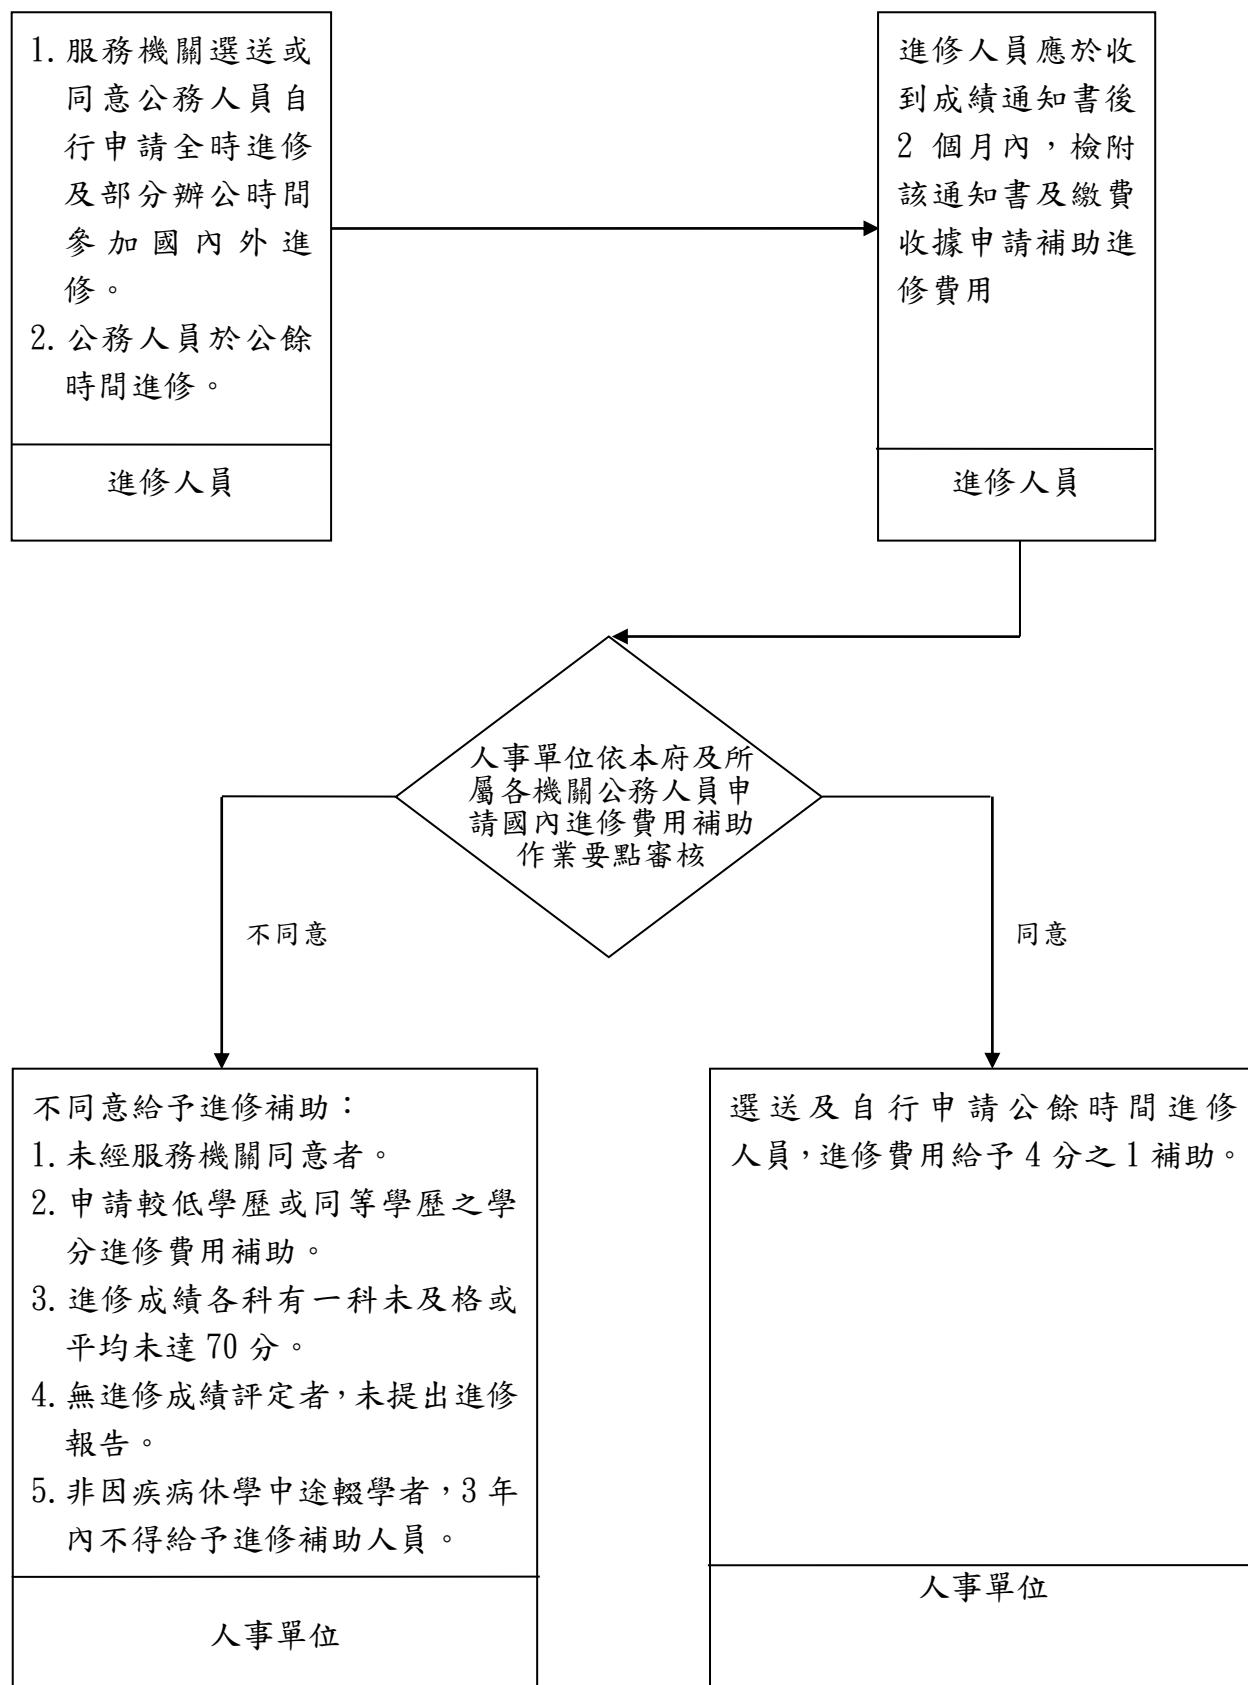 1. 服務機關選送或
同意公務人員自
行申請全時進修
及部分辦公時間
參加國內外進
修。
2. 公務人員於公餘
時間進修。
進修人員
進修人員應於收
到成績通知書後
2 個月內，檢附
該通知書及繳費
收據申請補助進
修費用
進修人員
人事單位依本府及所
屬各機關公務人員申
請國內進修費用補助
作業要點審核
不同意
同意
不同意給予進修補助：
1. 未經服務機關同意者。
2. 申請較低學歷或同等學歷之學
分進修費用補助。
3. 進修成績各科有一科未及格或
平均未達 70 分。
4. 無進修成績評定者，未提出進修
報告。
5. 非因疾病休學中途輟學者，3 年
內不得給予進修補助人員。
人事單位
選送及自行申請公餘時間進修
人員，進修費用給予 4 分之 1 補助。
人事單位